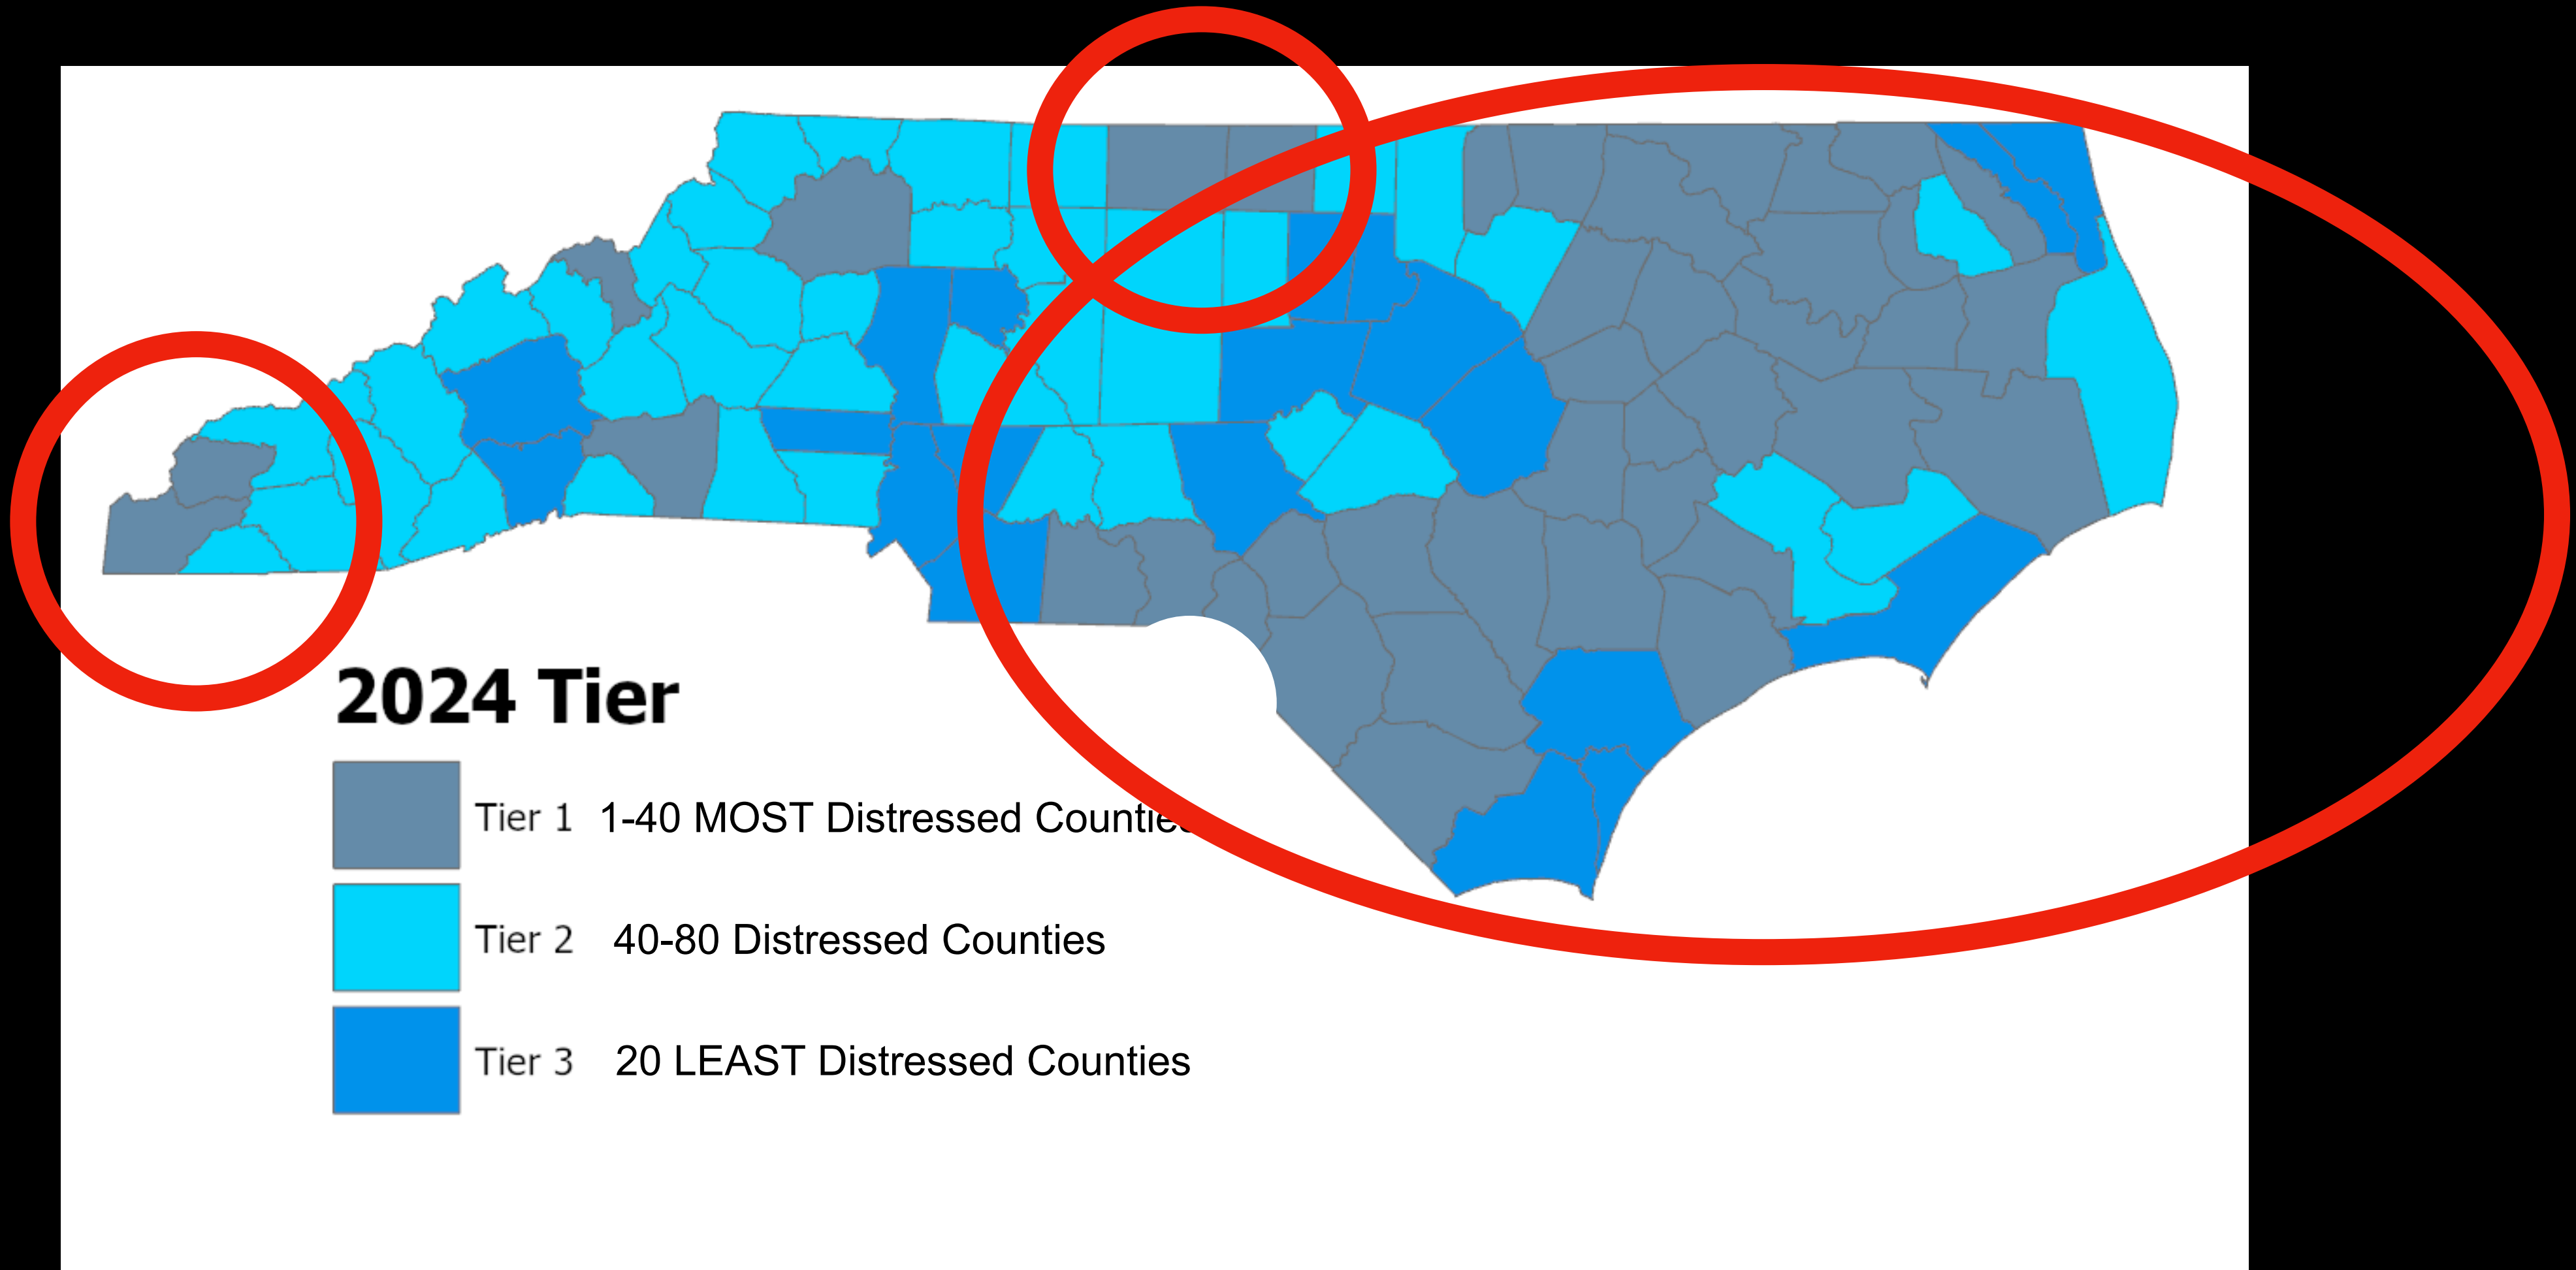 2024 Tier
Tier 1 1-40 MOST Distressed Counties
Tier 2 40-80 Distressed Counties
Tier 3 20 LEAST Distressed Counties